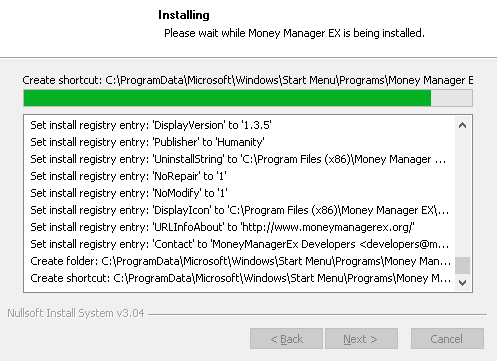 Installing
Please wait while Money Manager EX is being installed.
Create shortcut: C:\ProgramData\Microsoft\Windows\Start Menu\Programs\Money Manager E
Set install registry entry: 'DisplayVersion' to '1.3.5'
Set install registry entry: 'Publisher' to 'Humanity'
Set install registry entry: 'UninstallString' to 'C:\Program Files (x86)\Money Manager ...
Set install registry entry: 'NoRepair' to '1'
Set install registry entry: 'NoModify' to '1'
Set install registry entry: 'DisplayIcon' to 'C:\Program Files (x86)\Money Manager EX\...
Set install registry entry: 'URLInfoAbout' to 'http://www.moneymanagerex.org/'
Set install registry entry: 'Contact' to 'MoneyManagerEx Developers <developers@m...
Create folder: C:\ProgramData\Microsoft\Windows\Start Menu\Programs\Money Man...
Create shortcut: C:\ProgramData\Microsoft\Windows\Start Menu\Programs\Money M...
Nullsoft Install System v3.04
< Back Next > Cancel